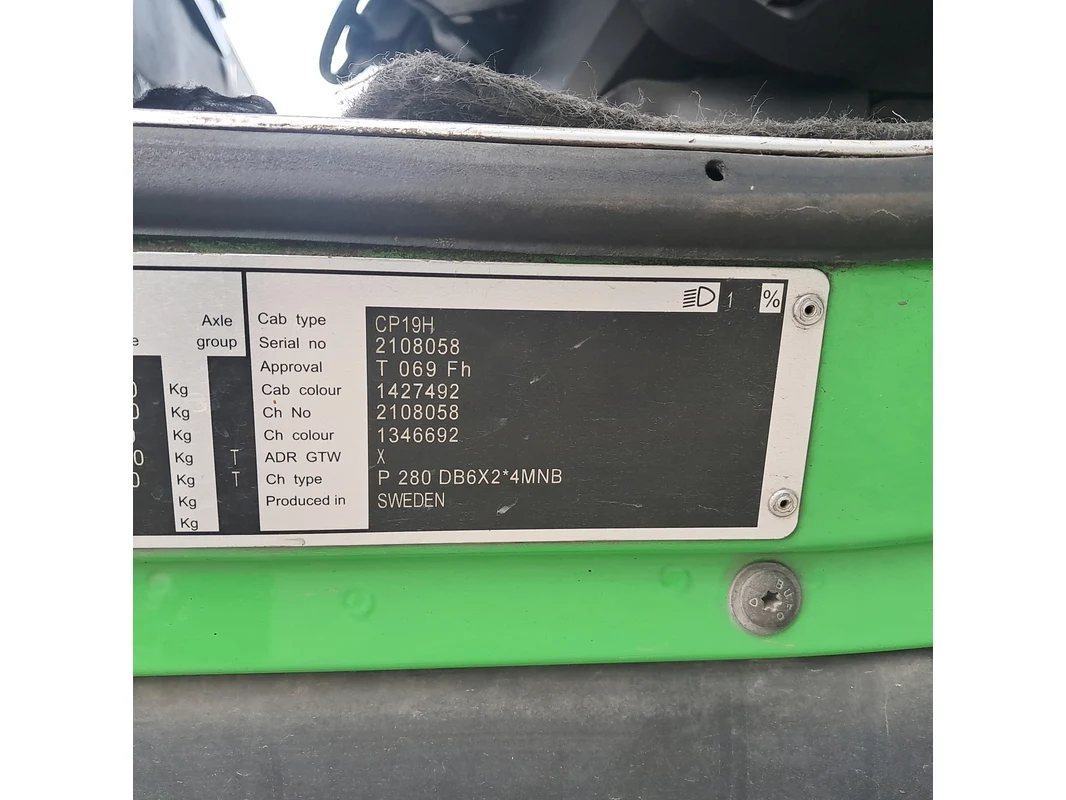 1 %
Axle
group
Cab type CP19H
Serial no 2108058
Approval T 069 Fh
Kg Cab colour 1427492
Kg Ch No 2108058
Kg Ch colour 1346692
0 Kg T ADR GTW X
0 Kg T Ch type P 280 DB6X2*4MNB
Kg Produced in SWEDEN
Kg